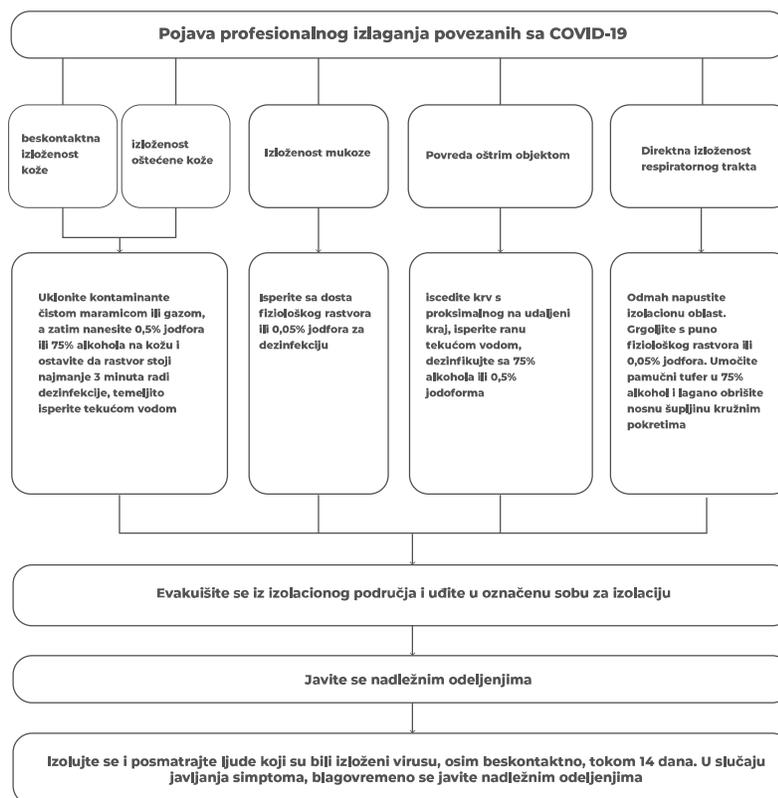 Pojava profesionalnog izlaganja povezanih sa COVID-19
beskontaktna
izloženost
kože
izloženost
oštećene kože
Izloženost mukoze
Povreda oštrim objektom
Direktna izloženost
respiratornog trakta
Uklonite kontaminante
čistom maramicom ili gazom,
a zatim nanesite 0,5% jodfora
ili 75% alkohola na kožu i
ostavite da rastvor stoji
najmanje 3 minuta radi
dezinfekcije, temeljito
isperite tekućom vodom
Isperite sa dosta
fiziološkog rastvora
ili 0,05% jodfora za
dezinfekciju
iscedite krv s
proksimalnog na udaljeni
kraj, isperite ranu
tekućom vodom,
dezinfikujte sa 75%
alkohola ili 0,5%
jodoforma
Odmah napustite
izolacionu oblast.
Grgoljite s puno
fiziološkog rastvora ili
0,05% jodfora. Umočite
pamučni tufer u 75%
alkohol i lagano obrišite
nosnu šupljinu kružnim
pokretima
Evakuišite se iz izolacionog područja i uđite u označenu sobu za izolaciju
Javite se nadležnim odeljenjima
Izolujte se i posmatrajte ljude koji su bili izloženi virusu, osim beskontaktno, tokom 14 dana. U slučaju
javljanja simptoma, blagovremeno se javite nadležnim odeljenjima